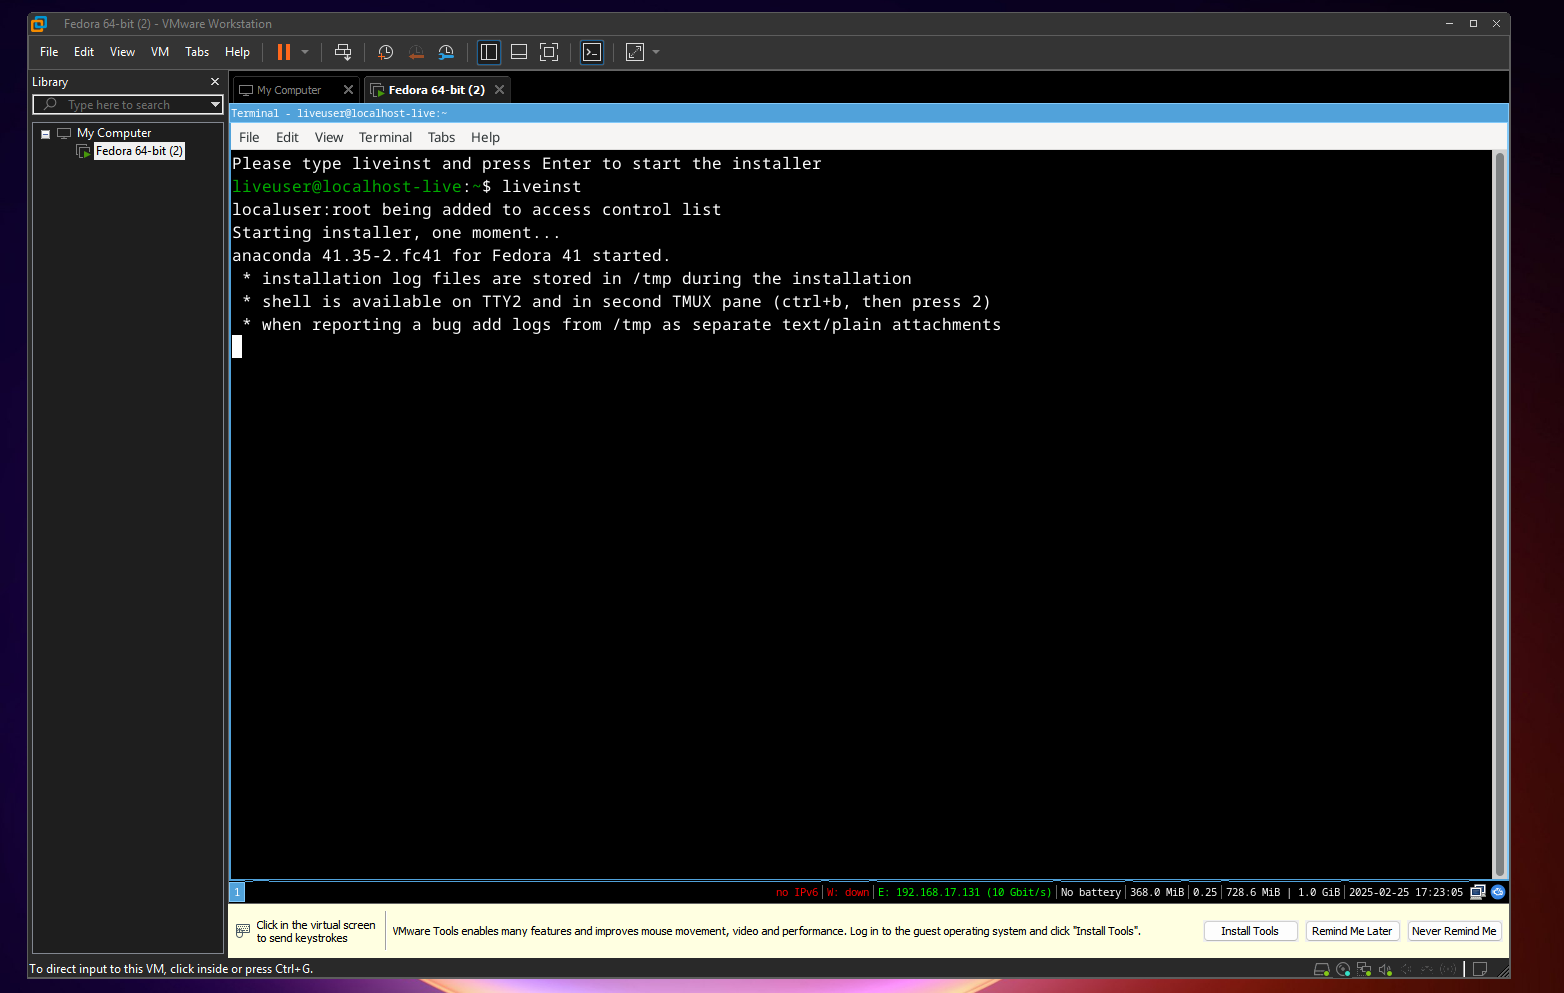 Fedora 64-bit (2) - VMware Workstation
File Edit View VM Tabs Help
Library
Type here to search
My Computer
Fedora 64-bit (2)
My Computer Fedora 64-bit (2)
Terminal - liveuser@localhost-live:~
File Edit View Terminal Tabs Help
Please type liveinst and press Enter to start the installer
liveuser@localhost-live:~$ liveinst
localuser:root being added to access control list
Starting installer, one moment...
anaconda 41.35-2.fc41 for Fedora 41 started.
* installation log files are stored in /tmp during the installation
* shell is available on TTY2 and in second TMUX pane (ctrl+b, then press 2)
* when reporting a bug add logs from /tmp as separate text/plain attachments
1 no IPv6 | W: down | E: 192.168.17.131 (10 Gbit/s) | No battery | 368.0 MiB | 0.25 | 728.6 MiB | 1.0 GiB | 2025-02-25 17:23:05
Click in the virtual screen
to send keystrokes
VMware Tools enables many features and improves mouse movement, video and performance. Log in to the guest operating system and click "Install Tools".
Install Tools Remind Me Later Never Remind Me
To direct input to this VM, click inside or press Ctrl+G.